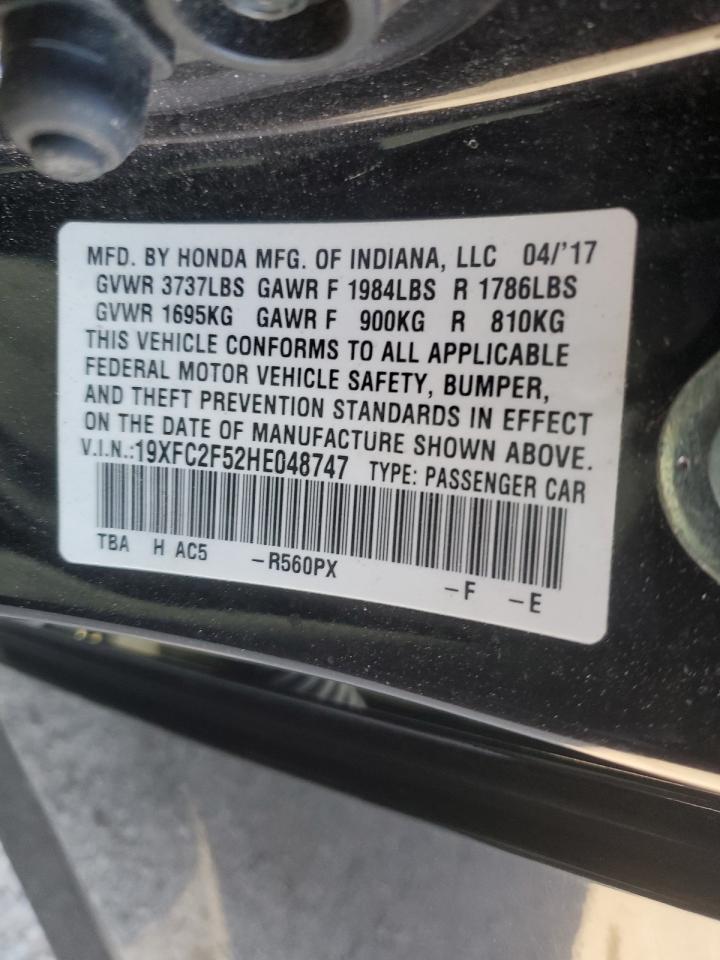 MFD. BY HONDA MFG. OF INDIANA, LLC 04/'17
GVWR 3737LBS GAWR F 1984LBS R 1786LBS
GVWR 1695KG GAWR F 900KG R 810KG
THIS VEHICLE CONFORMS TO ALL APPLICABLE
FEDERAL MOTOR VEHICLE SAFETY, BUMPER,
AND THEFT PREVENTION STANDARDS IN EFFECT
ON THE DATE OF MANUFACTURE SHOWN ABOVE.
V.I.N.:19XFC2F52HE048747 TYPE: PASSENGER CAR
TBA H AC5 -R560PX -F -E